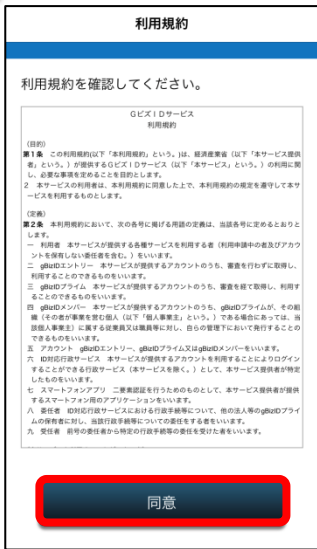 利用規約
利用規約を確認してください。
GビズIDサービス
利用規約
(目的)
第1条 この利用規約(以下「本利用規約」という。)は、経済産業省(以下「本サービス提供
者」という。)が提供するGビズIDサービス(以下「本サービス」という。)の利用に関
し、必要な事項を定めることを目的とします。
2 本サービスの利用者は、本利用規約に同意した上で、本利用規約の規定を遵守して本サ
ービスを利用するものとします。
(定義)
第2条 本利用規約において、次の各号に掲げる用語の定義は、当該各号に定めるとおりと
します。
一 利用者 本サービスが提供する各種サービスを利用する者(利用申請中の者及びアカウ
ントを保有しない委任者を含む。)をいいます。
二 gBizIDエントリー 本サービスが提供するアカウントのうち、審査を行わずに取得し、
利用することのできるものをいいます。
三 gBizIDプライム 本サービスが提供するアカウントのうち、審査を経て取得し、利用す
ることのできるものをいいます。
四 gBizIDメンバー 本サービスが提供するアカウントのうち、gBizIDプライムが、その組
織(その者が事業を営む個人(以下「個人事業主」という。)である場合にあっては、当
該個人事業主)に属する従業員又は職員等に対し、自らの管理下において発行することの
できるものをいいます。
五 アカウント gBizIDエントリー、gBizIDプライム又はgBizIDメンバーをいいます。
六 ID対応行政サービス 本サービスが提供するアカウントを利用することによりログイン
することができる行政サービス(本サービスを除く。)として、本サービス提供者が特定
したものをいいます。
七 スマートフォンアプリ 二要素認証を行うためのものとして、本サービス提供者が提供
するスマートフォン用のアプリケーションをいいます。
八 委任者 ID対応行政サービスにおける行政手続等について、他の法人等のgBizIDプライ
ムの保有者に対し、当該行政手続等についての委任をする者をいいます。
九 受任者 前号の委任者から特定の行政手続等の委任を受けた者をいいます。
同意